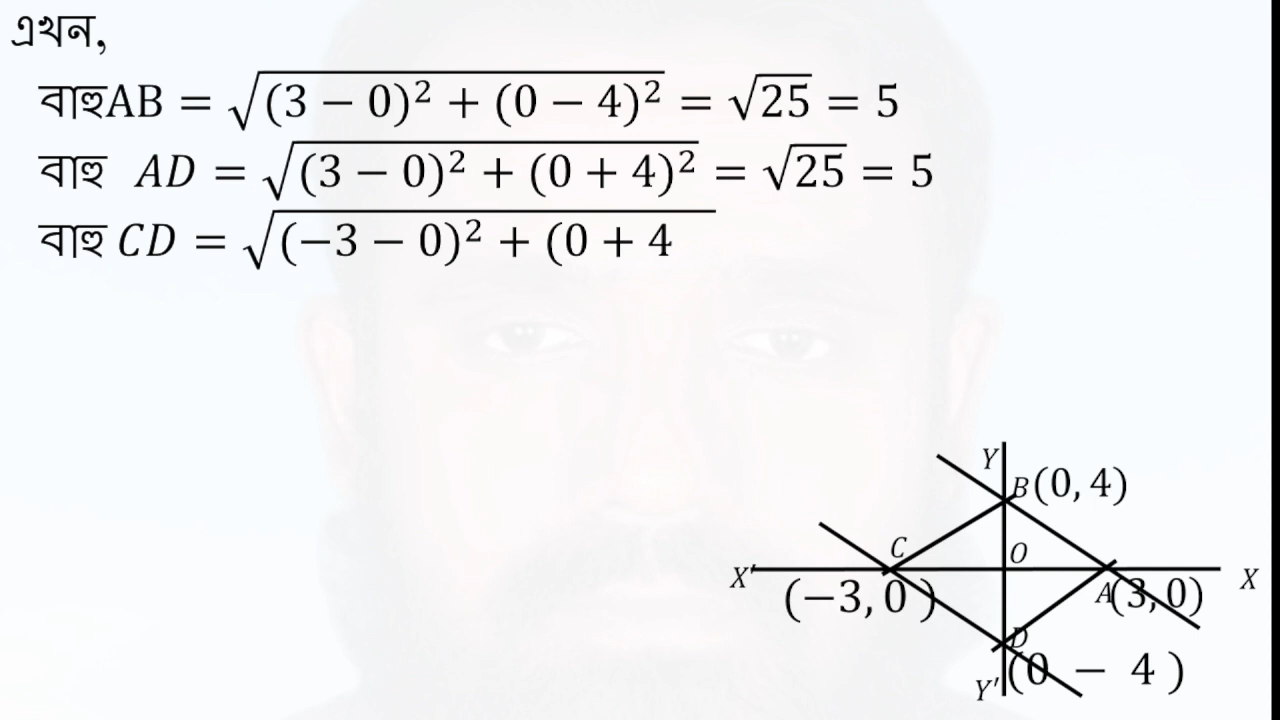 এখন,
বাহুAB = √(3 − 0)² + (0 − 4)² = √25 = 5
বাহু AD = √(3 − 0)² + (0 + 4)² = √25 = 5
বাহু CD = √(−3 − 0)² + (0 + 4
Y
B(0, 4)
C
O
X′
X
(−3, 0 )
A(3, 0)
D
(0 − 4 )
Y′